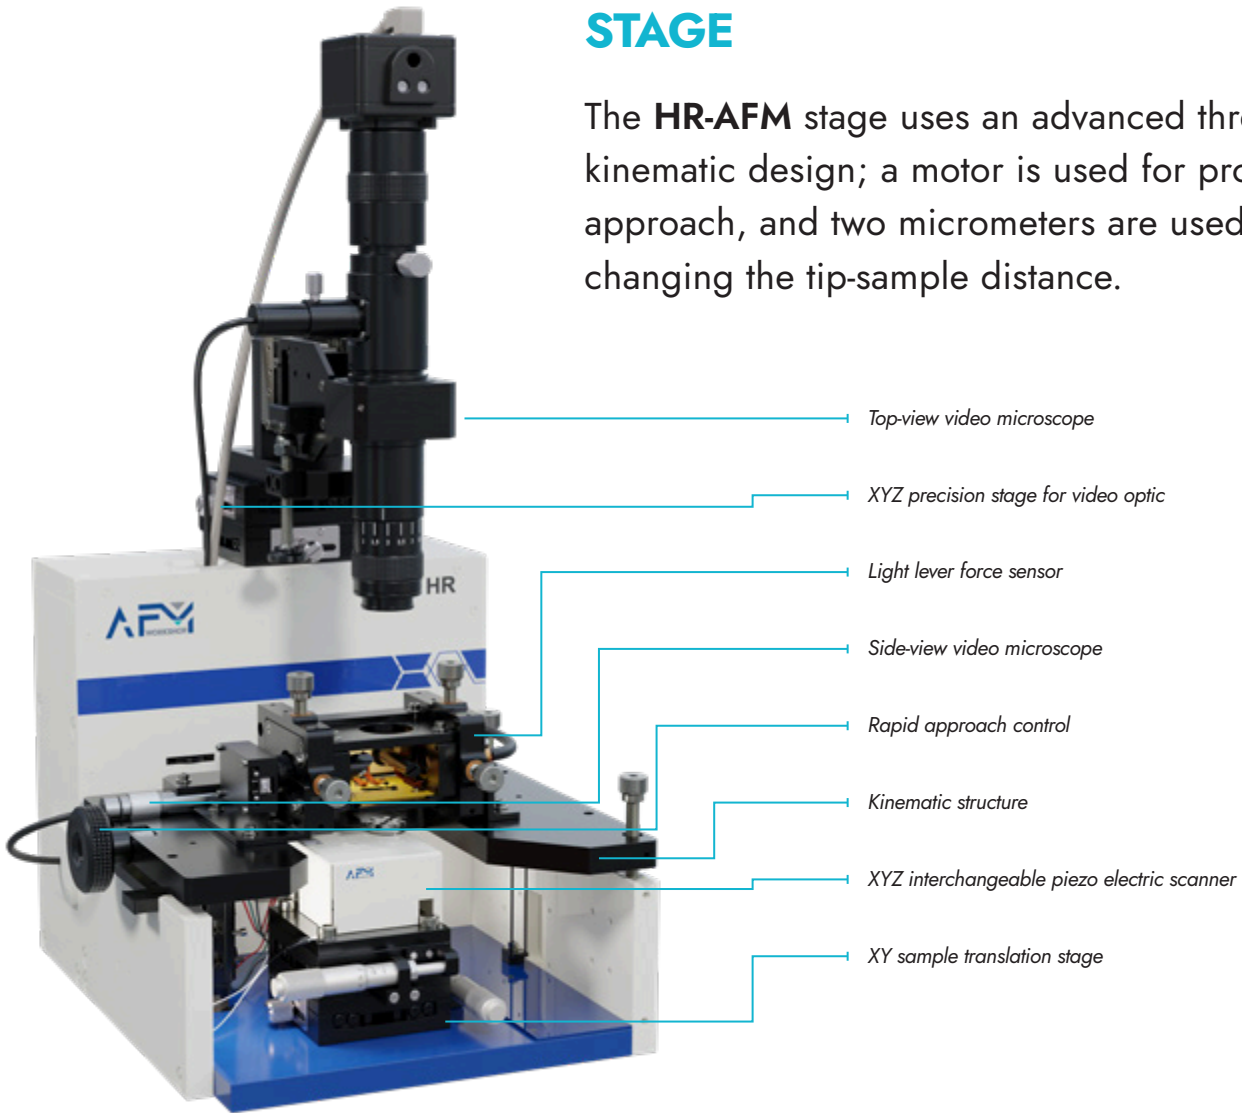 STAGE
The HR-AFM stage uses an advanced
kinematic design; a motor is used for
approach, and two micrometers are used
changing the tip-sample distance.
Top-view video microscope
XYZ precision stage for video optic
Light lever force sensor
Side-view video microscope
Rapid approach control
Kinematic structure
XYZ interchangeable piezo electric scanner
XY sample translation stage
HR
AFM
WORKSHOP
AFM